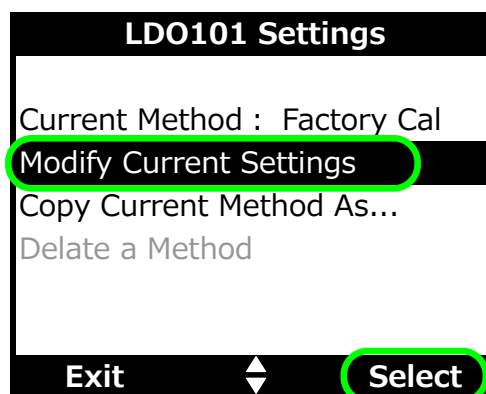 LDO101 Settings
Current Method : Factory Cal
Modify Current Settings
Copy Current Method As...
Delate a Method
Exit Select